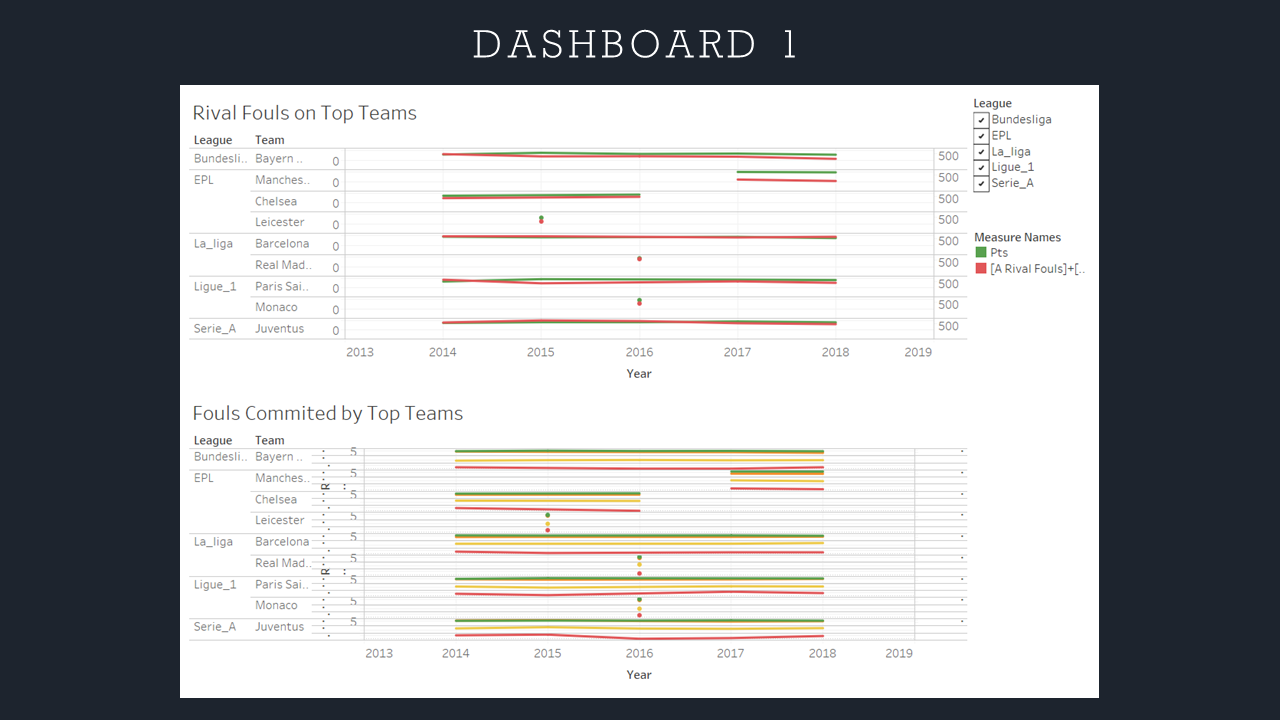 DASHBOARD 1
Rival Fouls on Top Teams
League Team
Bundesli.. Bayern .. 0 500
EPL Manches.. 0 500
Chelsea 0 500
Leicester 0 500
La_liga Barcelona 0 500
Real Mad.. 0 500
Ligue_1 Paris Sai.. 0 500
Monaco 0 500
Serie_A Juventus 0 500
2013 2014 2015 2016 2017 2018 2019
Year
League
Bundesliga
EPL
La_liga
Ligue_1
Serie_A
Measure Names
Pts
[A Rival Fouls]+[..
Fouls Commited by Top Teams
League Team
Bundesli.. Bayern .. 5
EPL Manches.. 5
R
Chelsea 5
Leicester 5
La_liga Barcelona 5
Real Mad.. 5
R
Ligue_1 Paris Sai.. 5
Monaco 5
Serie_A Juventus 5
2013 2014 2015 2016 2017 2018 2019
Year